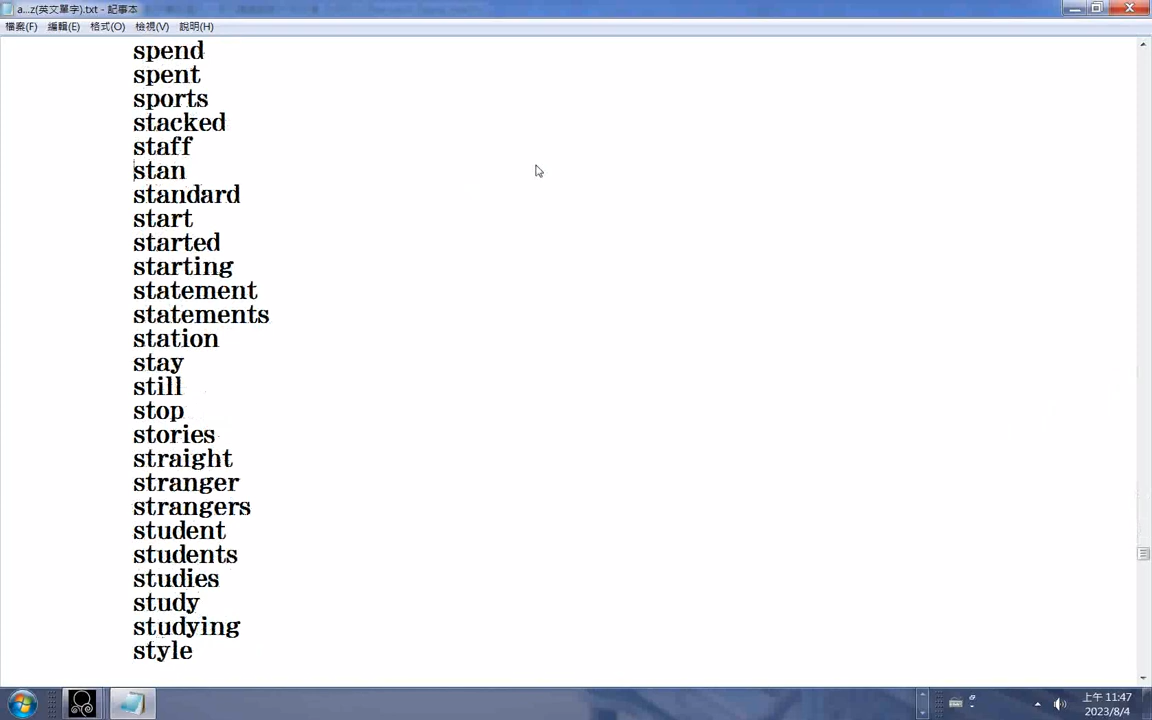 a...z(英文單字).txt - 記事本
檔案(F) 編輯(E) 格式(O) 檢視(V) 說明(H)
spend
spent
sports
stacked
staff
stan
standard
start
started
starting
statement
statements
station
stay
still
stop
stories
straight
stranger
strangers
student
students
studies
study
studying
style
上午 11:47
2023/8/4